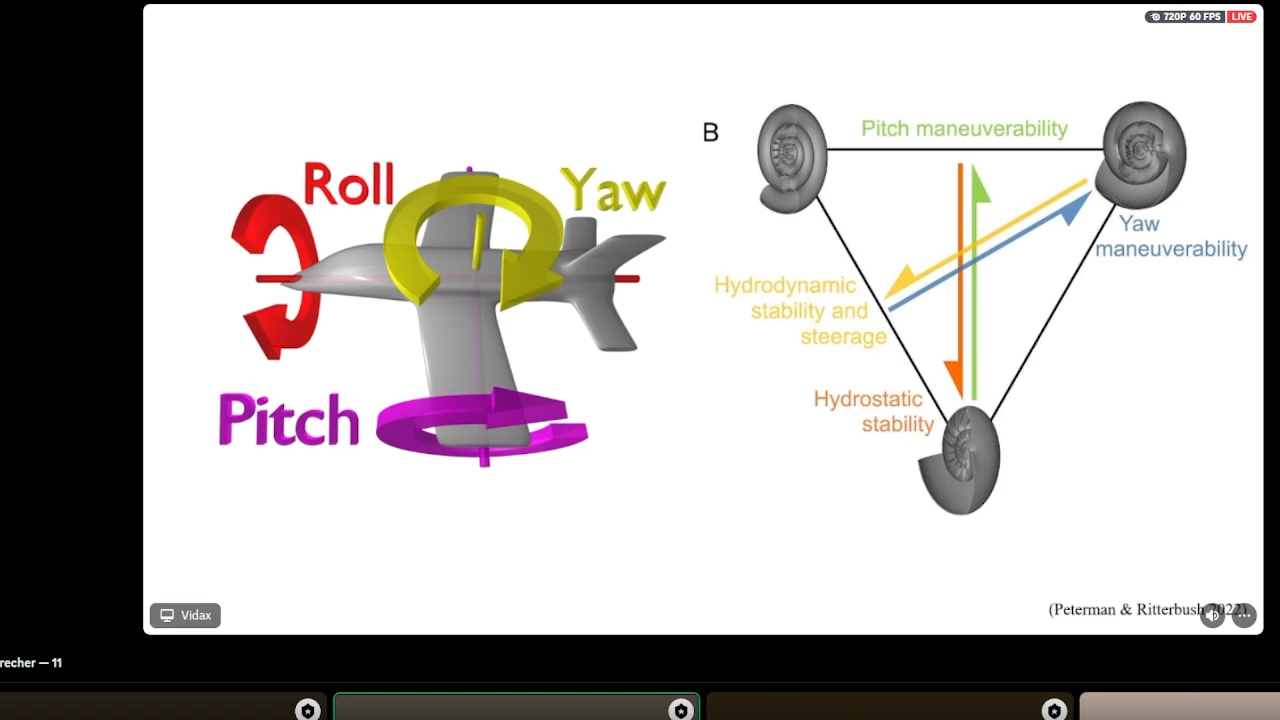 720P 60 FPS LIVE
B
Pitch maneuverability
Roll
Yaw
Yaw
maneuverability
Hydrodynamic
stability and
steerage
Pitch
Hydrostatic
stability
(Peterman & Ritterbush 2022)
Vidax
recher — 11